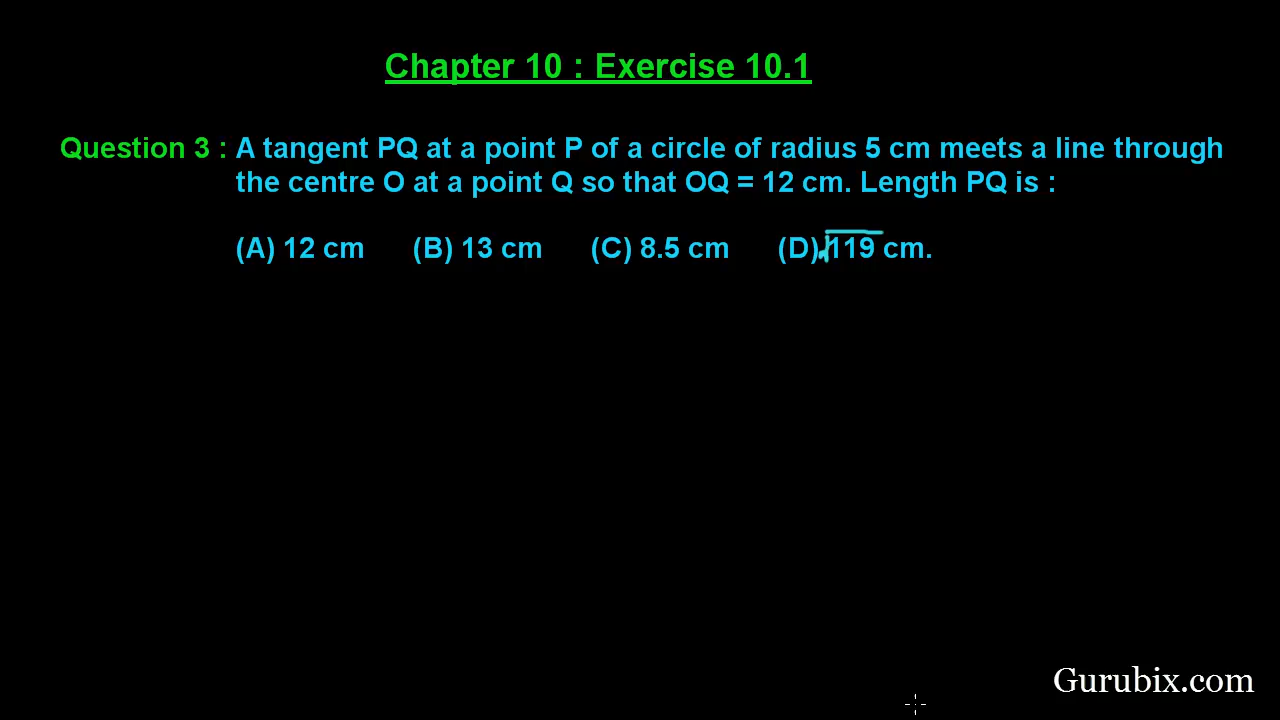 Chapter 10 : Exercise 10.1
Question 3 : A tangent PQ at a point P of a circle of radius 5 cm meets a line through
the centre O at a point Q so that OQ = 12 cm. Length PQ is :
(A) 12 cm (B) 13 cm (C) 8.5 cm (D) √119 cm.
Gurubix.com